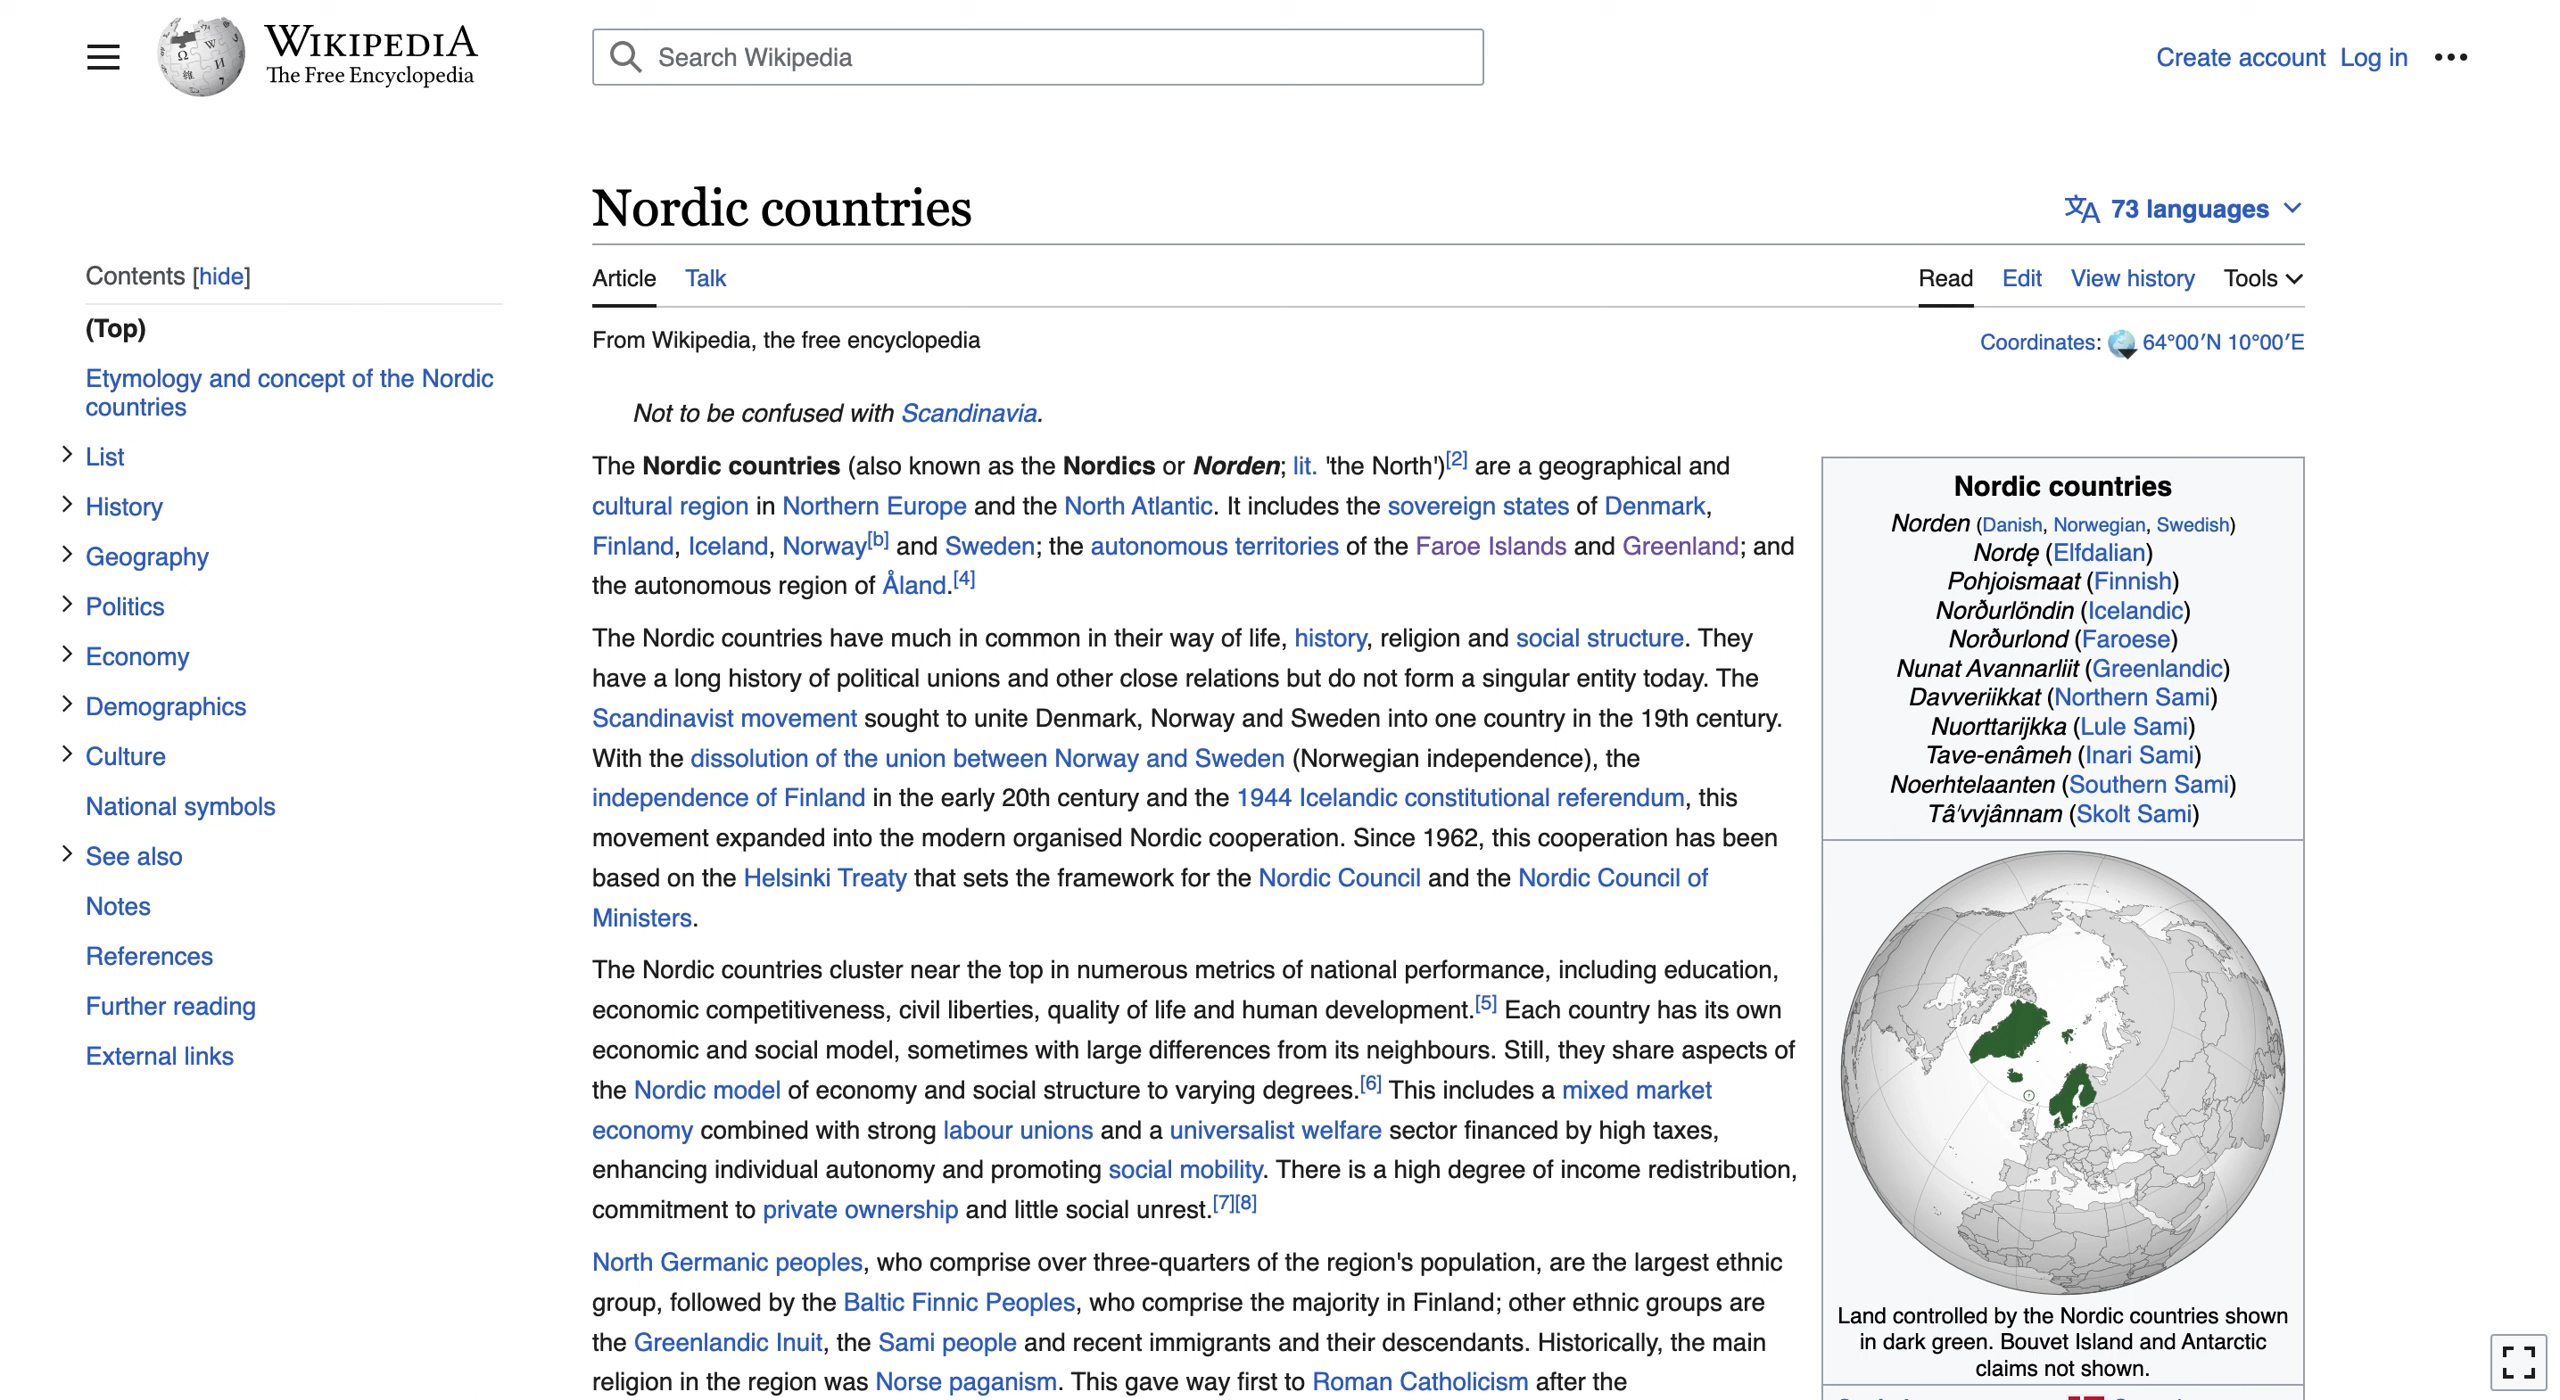 WIKIPEDIA
The Free Encyclopedia
Search Wikipedia
Create account Log in
Nordic countries
73 languages
Contents [hide]
(Top)
Etymology and concept of the Nordic
countries
List
History
Geography
Politics
Economy
Demographics
Culture
National symbols
See also
Notes
References
Further reading
External links
Article Talk
Read Edit View history Tools
From Wikipedia, the free encyclopedia
Coordinates: 64°00′N 10°00′E
Not to be confused with Scandinavia.
The Nordic countries (also known as the Nordics or Norden; lit. 'the North')[2] are a geographical and
cultural region in Northern Europe and the North Atlantic. It includes the sovereign states of Denmark,
Finland, Iceland, Norway[b] and Sweden; the autonomous territories of the Faroe Islands and Greenland; and
the autonomous region of Åland.[4]
The Nordic countries have much in common in their way of life, history, religion and social structure. They
have a long history of political unions and other close relations but do not form a singular entity today. The
Scandinavist movement sought to unite Denmark, Norway and Sweden into one country in the 19th century.
With the dissolution of the union between Norway and Sweden (Norwegian independence), the
independence of Finland in the early 20th century and the 1944 Icelandic constitutional referendum, this
movement expanded into the modern organised Nordic cooperation. Since 1962, this cooperation has been
based on the Helsinki Treaty that sets the framework for the Nordic Council and the Nordic Council of
Ministers.
The Nordic countries cluster near the top in numerous metrics of national performance, including education,
economic competitiveness, civil liberties, quality of life and human development.[5] Each country has its own
economic and social model, sometimes with large differences from its neighbours. Still, they share aspects of
the Nordic model of economy and social structure to varying degrees.[6] This includes a mixed market
economy combined with strong labour unions and a universalist welfare sector financed by high taxes,
enhancing individual autonomy and promoting social mobility. There is a high degree of income redistribution,
commitment to private ownership and little social unrest.[7][8]
North Germanic peoples, who comprise over three-quarters of the region's population, are the largest ethnic
group, followed by the Baltic Finnic Peoples, who comprise the majority in Finland; other ethnic groups are
the Greenlandic Inuit, the Sami people and recent immigrants and their descendants. Historically, the main
religion in the region was Norse paganism. This gave way first to Roman Catholicism after the
Nordic countries
Norden (Danish, Norwegian, Swedish)
Nordę (Elfdalian)
Pohjoismaat (Finnish)
Norðurlöndin (Icelandic)
Norðurlond (Faroese)
Nunat Avannarliit (Greenlandic)
Davveriikkat (Northern Sami)
Nuorttarijkka (Lule Sami)
Tave-enâmeh (Inari Sami)
Noerhtelaanten (Southern Sami)
Tâ′vvjânnam (Skolt Sami)
Land controlled by the Nordic countries shown
in dark green. Bouvet Island and Antarctic
claims not shown.